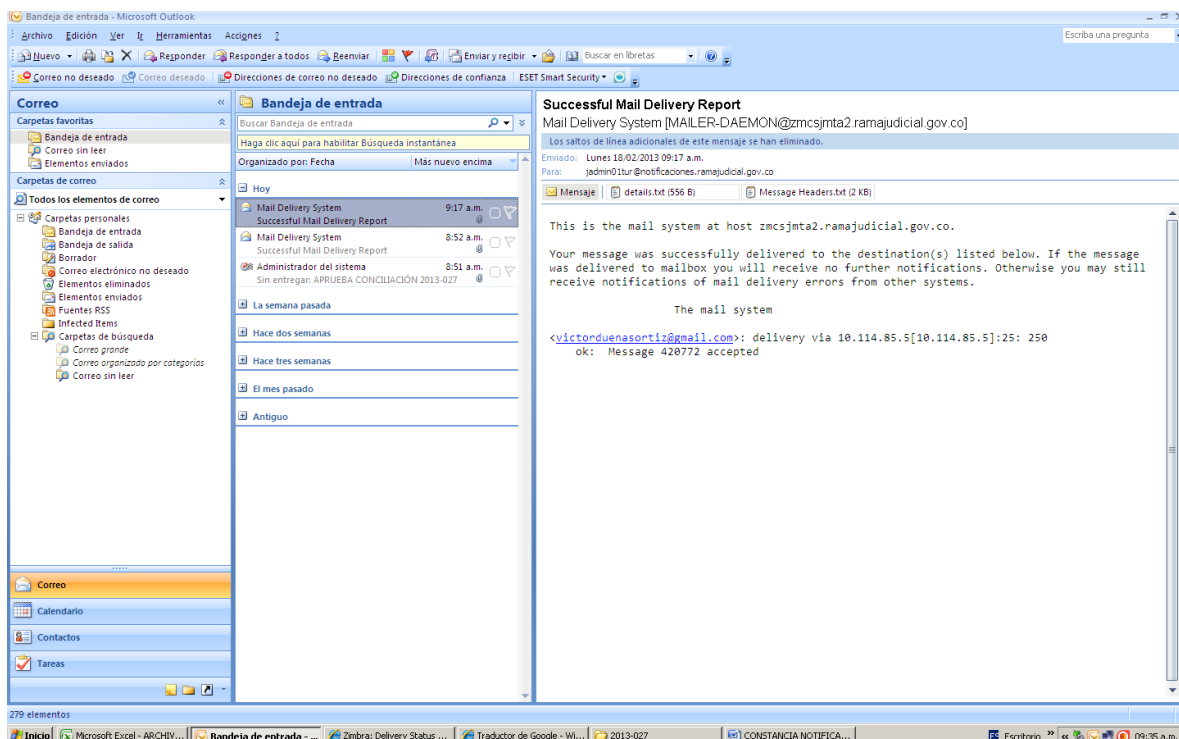 Bandeja de entrada - Microsoft Outlook
Archivo Edición Ver Ir Herramientas Acciones ?
Escriba una pregunta
Nuevo Responder Responder a todos Reenviar Enviar y recibir Buscar en libretas
Correo no deseado Correo deseado Direcciones de correo no deseado Direcciones de confianza ESET Smart Security
Correo
Carpetas favoritas
Bandeja de entrada
Correo sin leer
Elementos enviados
Carpetas de correo
Todos los elementos de correo
Carpetas personales
Bandeja de entrada
Bandeja de salida
Borrador
Correo electrónico no deseado
Elementos eliminados
Elementos enviados
Fuentes RSS
Infected Items
Carpetas de búsqueda
Correo grande
Correo organizado por categorías
Correo sin leer
Correo
Calendario
Contactos
Tareas
Bandeja de entrada
Buscar Bandeja de entrada
Haga clic aquí para habilitar Búsqueda instantánea
Organizado por: Fecha Más nuevo encima
Hoy
Mail Delivery System 9:17 a.m.
Successful Mail Delivery Report
Mail Delivery System 8:52 a.m.
Successful Mail Delivery Report
Administrador del sistema 8:51 a.m.
Sin entregar: APRUEBA CONCILIACIÓN 2013-027
La semana pasada
Hace dos semanas
Hace tres semanas
El mes pasado
Antiguo
Successful Mail Delivery Report
Mail Delivery System [MAILER-DAEMON@zmcsjmta2.ramajudicial.gov.co]
Los saltos de línea adicionales de este mensaje se han eliminado.
Enviado: Lunes 18/02/2013 09:17 a.m.
Para: jadmin01tur@notificaciones.ramajudicial.gov.co
Mensaje details.txt (556 B) Message Headers.txt (2 KB)
This is the mail system at host zmcsjmta2.ramajudicial.gov.co.
Your message was successfully delivered to the destination(s) listed below. If the message
was delivered to mailbox you will receive no further notifications. Otherwise you may still
receive notifications of mail delivery errors from other systems.
The mail system
<victorduenasortiz@gmail.com>: delivery via 10.114.85.5[10.114.85.5]:25: 250
ok: Message 420772 accepted
279 elementos
Inicio Microsoft Excel - ARCHIV... Bandeja de entrada - ... Zimbra: Delivery Status ... Traductor de Google - Wi... 2013-027 CONSTANCIA NOTIFICA... ES Escritorio 09:35 a.m.